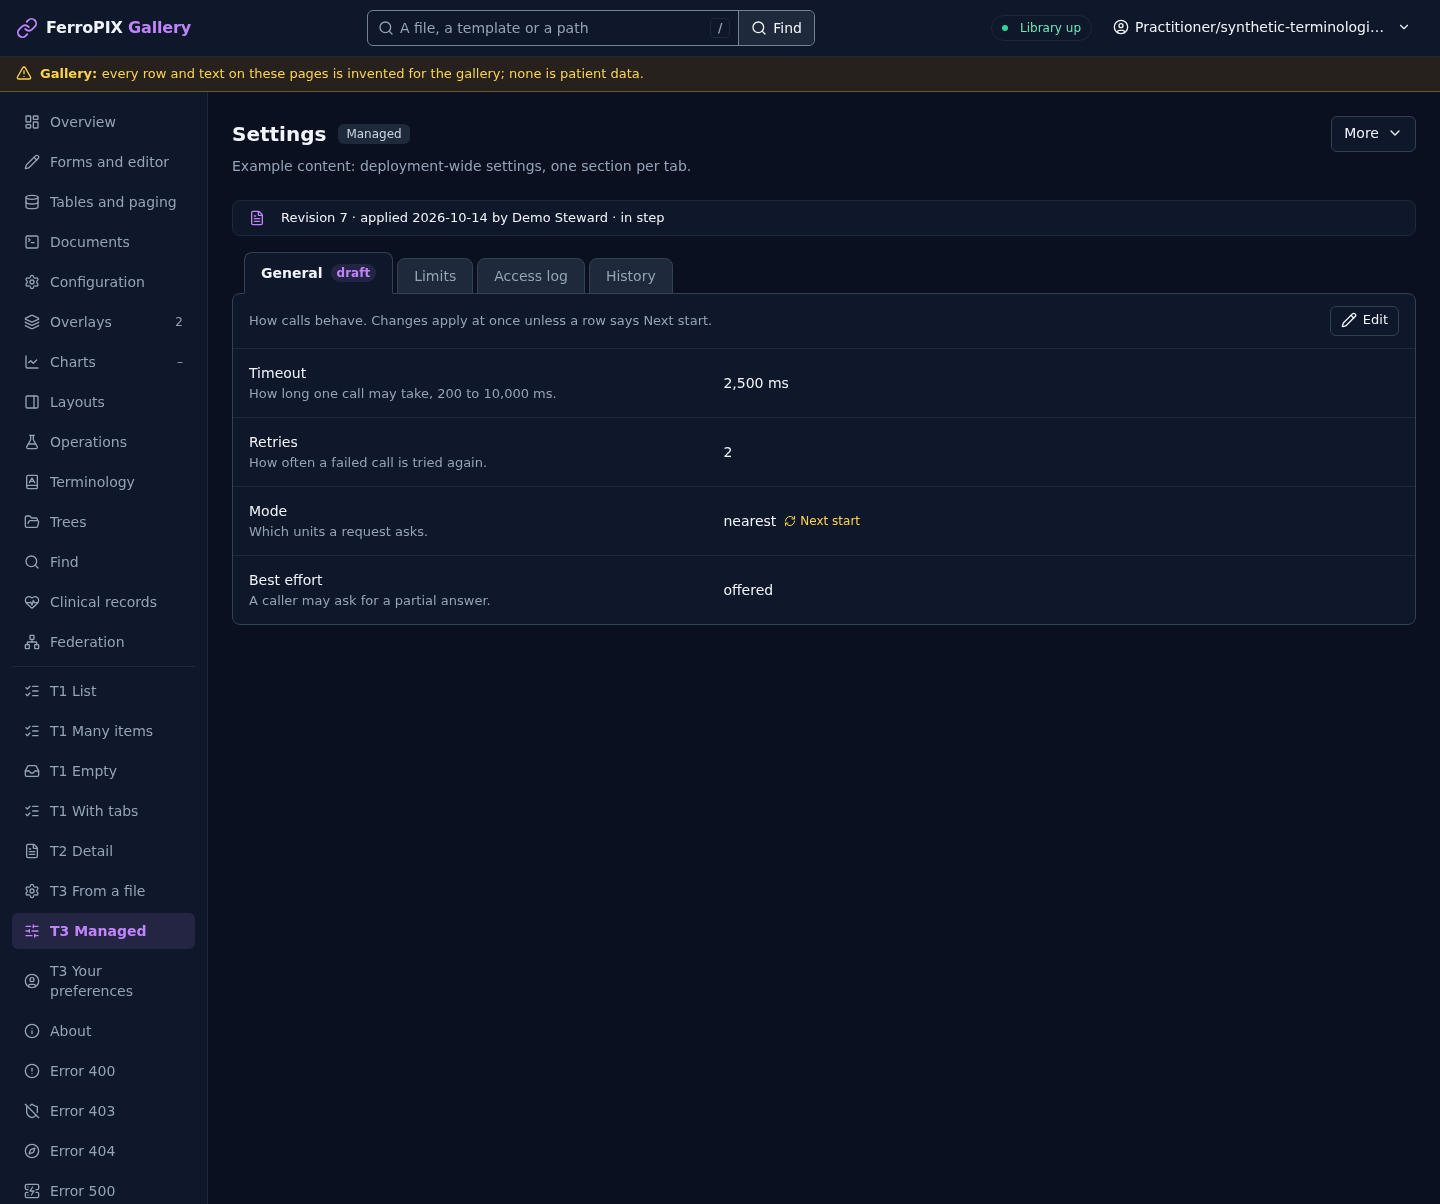 FerroPIX Gallery
A file, a template or a path
/
Find
Library up
Practitioner/synthetic-terminologi…
Gallery: every row and text on these pages is invented for the gallery; none is patient data.
Overview
Forms and editor
Tables and paging
Documents
Configuration
Overlays 2
Charts –
Layouts
Operations
Terminology
Trees
Find
Clinical records
Federation
T1 List
T1 Many items
T1 Empty
T1 With tabs
T2 Detail
T3 From a file
T3 Managed
T3 Your
preferences
About
Error 400
Error 403
Error 404
Error 500
Settings Managed
More
Example content: deployment-wide settings, one section per tab.
Revision 7 · applied 2026-10-14 by Demo Steward · in step
General draft
Limits
Access log
History
How calls behave. Changes apply at once unless a row says Next start.
Edit
Timeout
How long one call may take, 200 to 10,000 ms.
2,500 ms
Retries
How often a failed call is tried again.
2
Mode
Which units a request asks.
nearest Next start
Best effort
A caller may ask for a partial answer.
offered